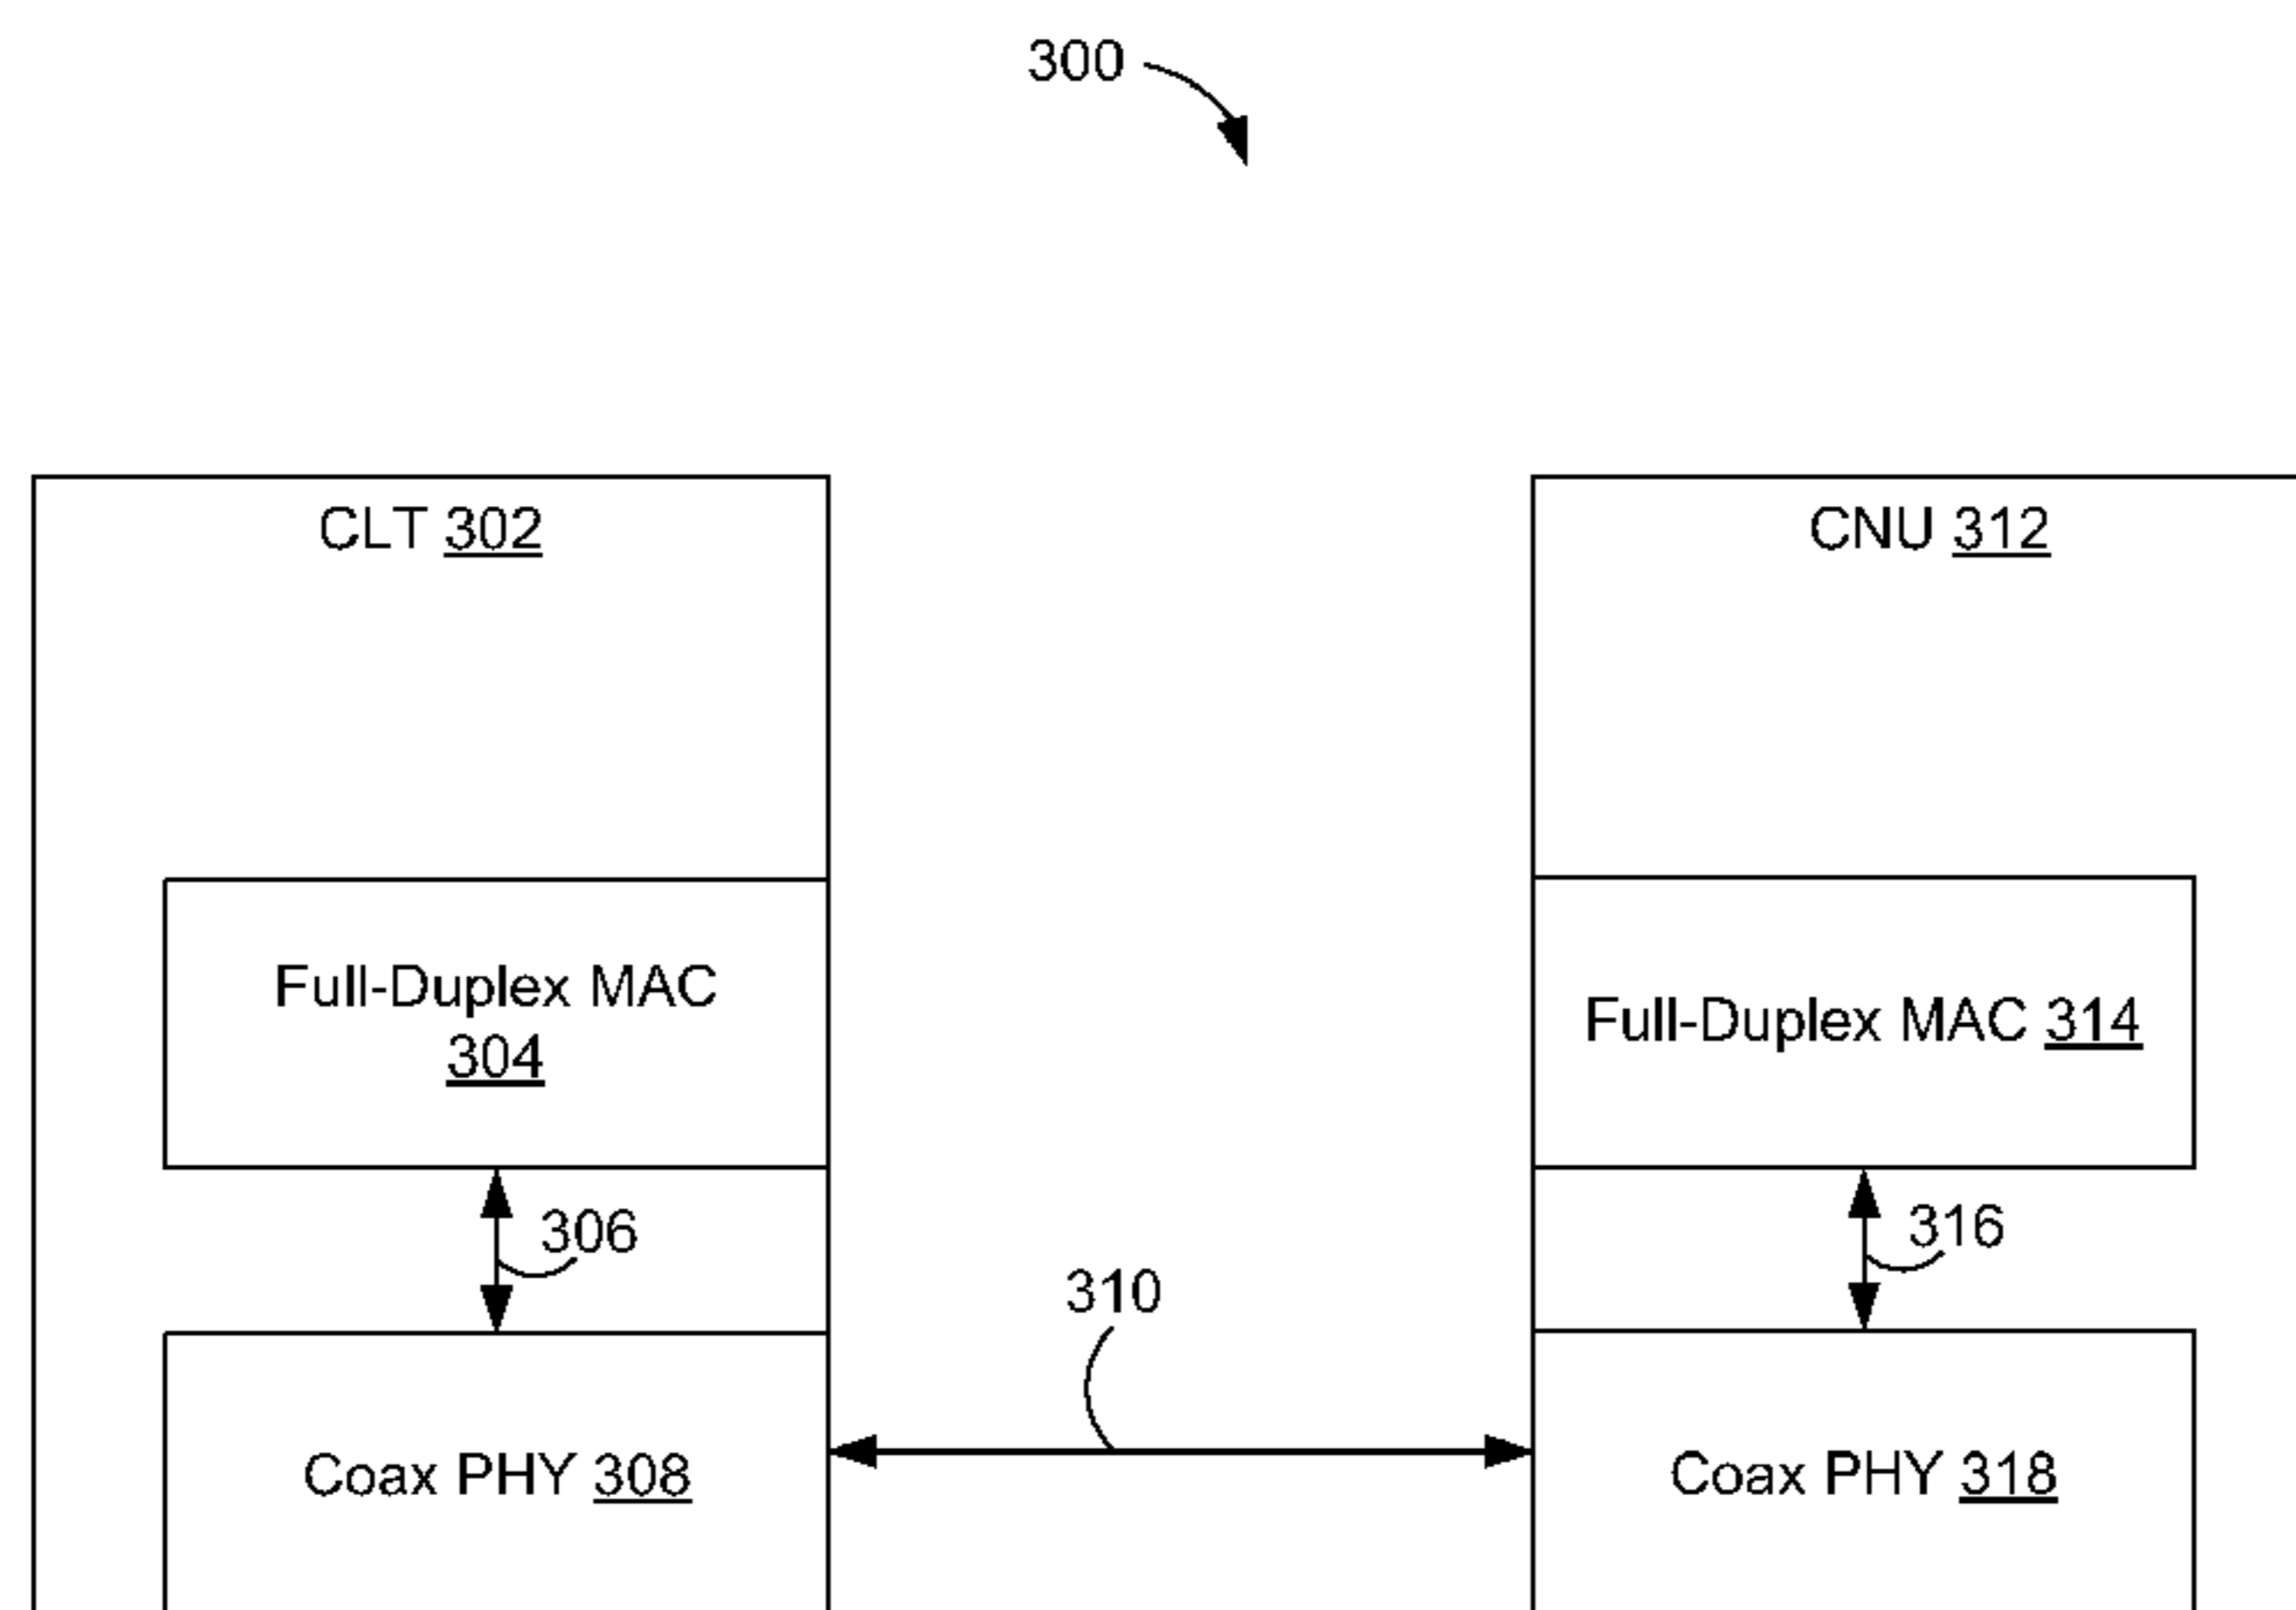 300
CLT 302
CNU 312
Full-Duplex MAC
304
Full-Duplex MAC 314
306
316
310
Coax PHY 308
Coax PHY 318